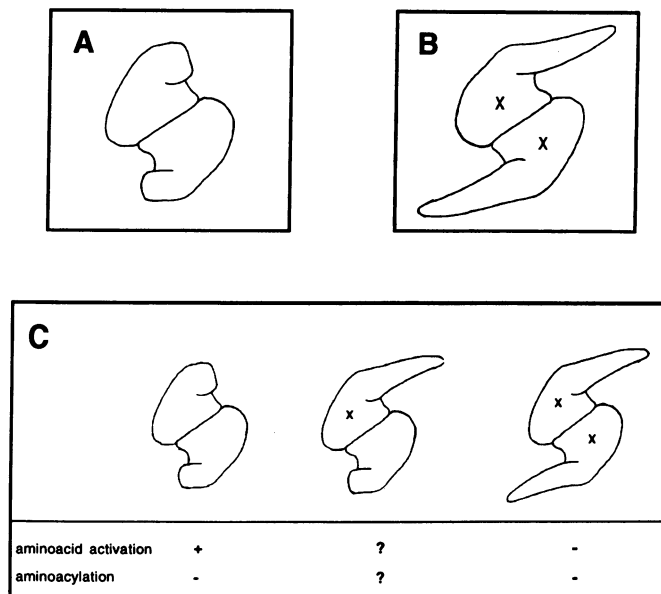 A
B
X
X
C
X
X
X
aminoacid activation + ? -
aminoacylation - ? -